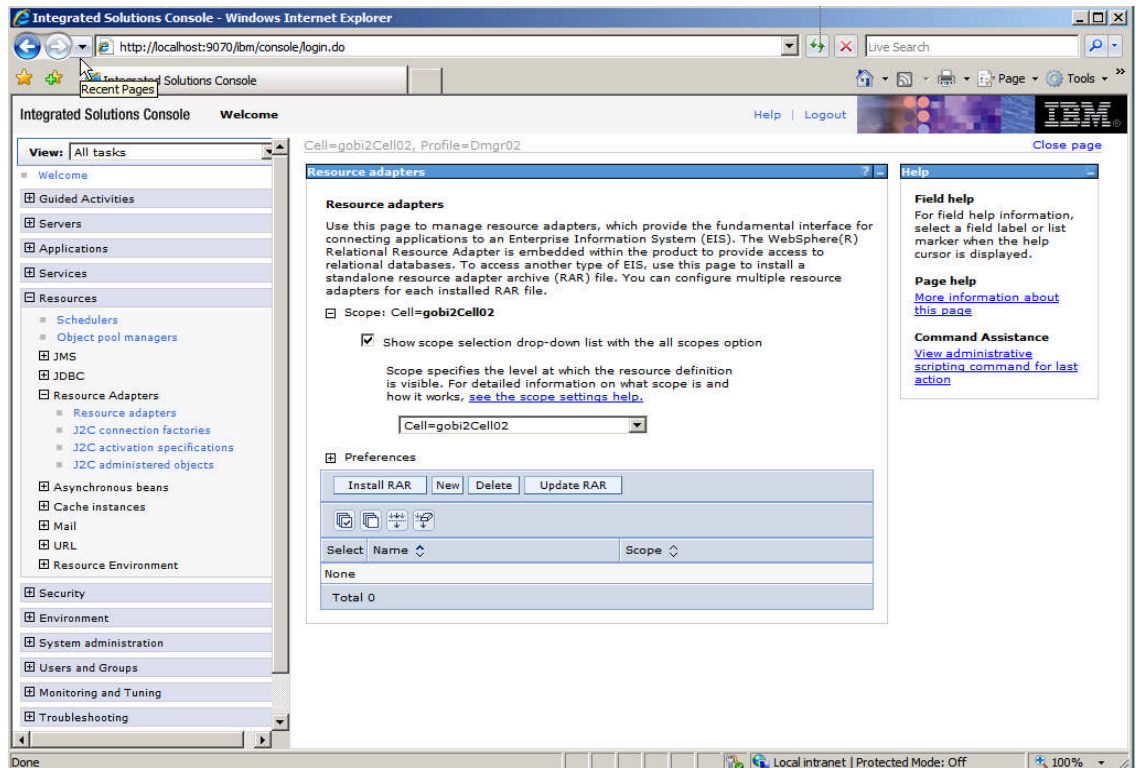 Integrated Solutions Console - Windows Internet Explorer
http://localhost:9070/ibm/console/login.do
Live Search
Integrated Solutions Console
Page
Tools
Recent Pages
Integrated Solutions Console Welcome
Help | Logout
IBM
View: All tasks
Welcome
Guided Activities
Servers
Applications
Services
Resources
Schedulers
Object pool managers
JMS
JDBC
Resource Adapters
Resource adapters
J2C connection factories
J2C activation specifications
J2C administered objects
Asynchronous beans
Cache instances
Mail
URL
Resource Environment
Security
Environment
System administration
Users and Groups
Monitoring and Tuning
Troubleshooting
Cell=gobi2Cell02, Profile=Dmgr02
Close page
Resource adapters
?
Resource adapters
Use this page to manage resource adapters, which provide the fundamental interface for
connecting applications to an Enterprise Information System (EIS). The WebSphere(R)
Relational Resource Adapter is embedded within the product to provide access to
relational databases. To access another type of EIS, use this page to install a
standalone resource adapter archive (RAR) file. You can configure multiple resource
adapters for each installed RAR file.
Scope: Cell=gobi2Cell02
Show scope selection drop-down list with the all scopes option
Scope specifies the level at which the resource definition
is visible. For detailed information on what scope is and
how it works, see the scope settings help.
Cell=gobi2Cell02
Preferences
Install RAR New Delete Update RAR
Select Name Scope
None
Total 0
Help
Field help
For field help information,
select a field label or list
marker when the help
cursor is displayed.
Page help
More information about
this page
Command Assistance
View administrative
scripting command for last
action
Done
Local intranet | Protected Mode: Off
100%